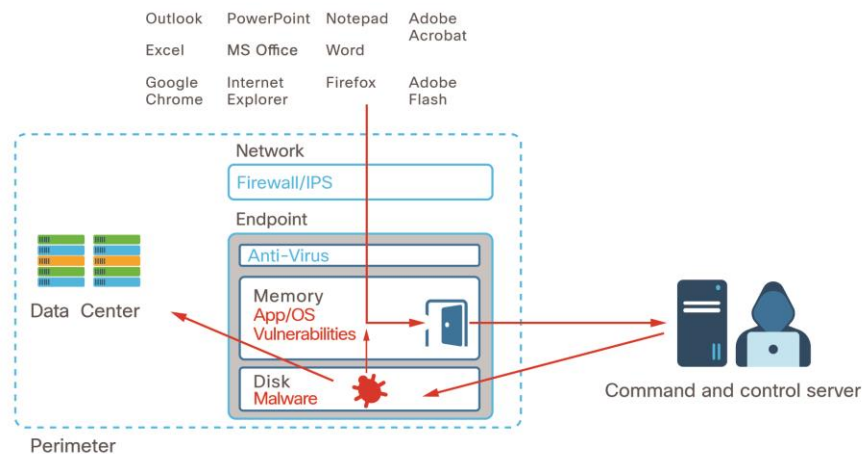 Outlook PowerPoint Notepad Adobe Acrobat
Excel MS Office Word
Google Chrome Internet Explorer Firefox Adobe Flash
Network
Firewall/IPS
Endpoint
Anti-Virus
Memory
App/OS
Vulnerabilities
Data Center
Disk
Malware
Command and control server
Perimeter